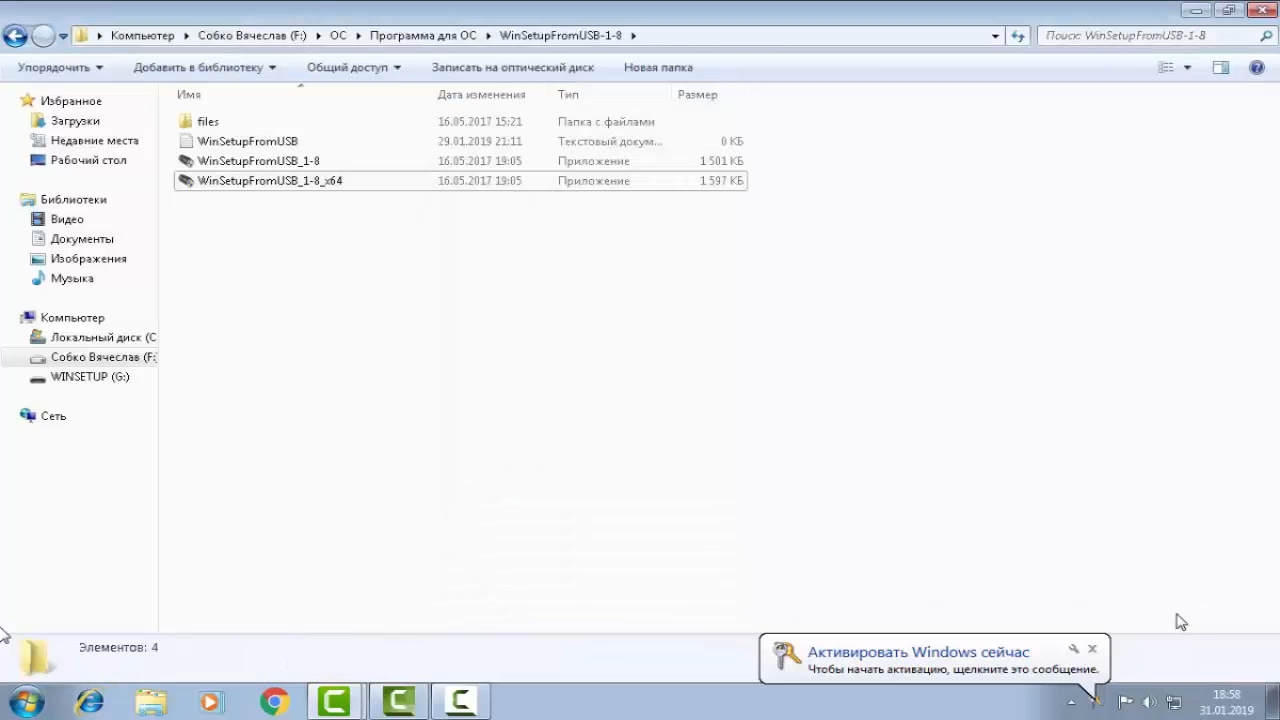 Компьютер Собко Вячеслав (F:) ОС Программа для ОС WinSetupFromUSB-1-8 Поиск: WinSetupFromUSB-1-8
Упорядочить Добавить в библиотеку Общий доступ Записать на оптический диск Новая папка
Избранное
Загрузки
Недавние места
Рабочий стол
Библиотеки
Видео
Документы
Изображения
Музыка
Компьютер
Локальный диск (C
Собко Вячеслав (F:
WINSETUP (G:)
Сеть
Имя Дата изменения Тип Размер
files 16.05.2017 15:21 Папка с файлами
WinSetupFromUSB 29.01.2019 21:11 Текстовый докум... 0 КБ
WinSetupFromUSB_1-8 16.05.2017 19:05 Приложение 1 501 КБ
WinSetupFromUSB_1-8_x64 16.05.2017 19:05 Приложение 1 597 КБ
Элементов: 4
Активировать Windows сейчас
Чтобы начать активацию, щелкните это сообщение.
18:58
31.01.2019